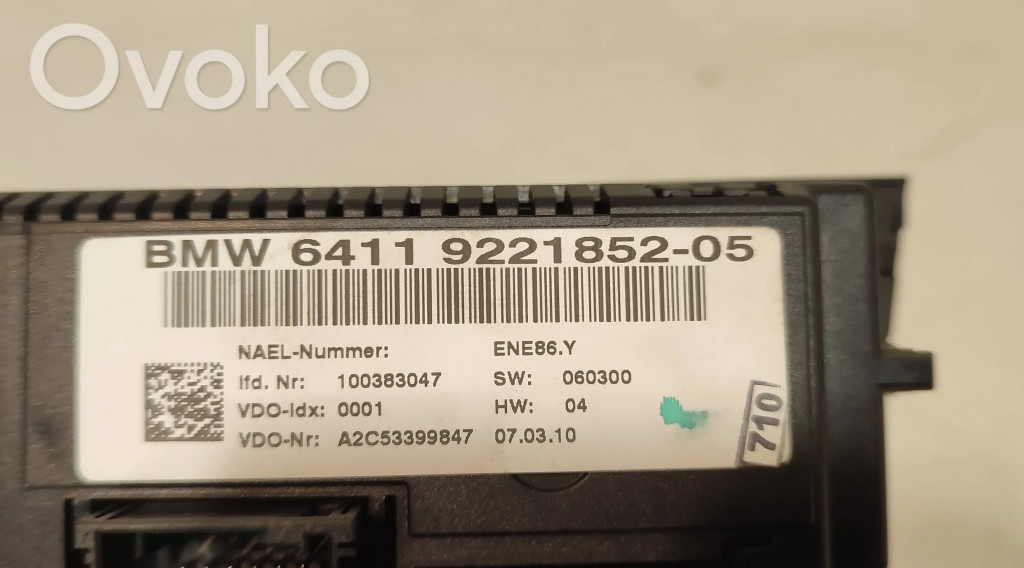 Ovoko
BMW 6411 9221852-05
NAEL-Nummer: ENE86.Y
lfd. Nr: 100383047 SW: 060300
VDO-Idx: 0001 HW: 04
VDO-Nr: A2C53399847 07.03.10
710